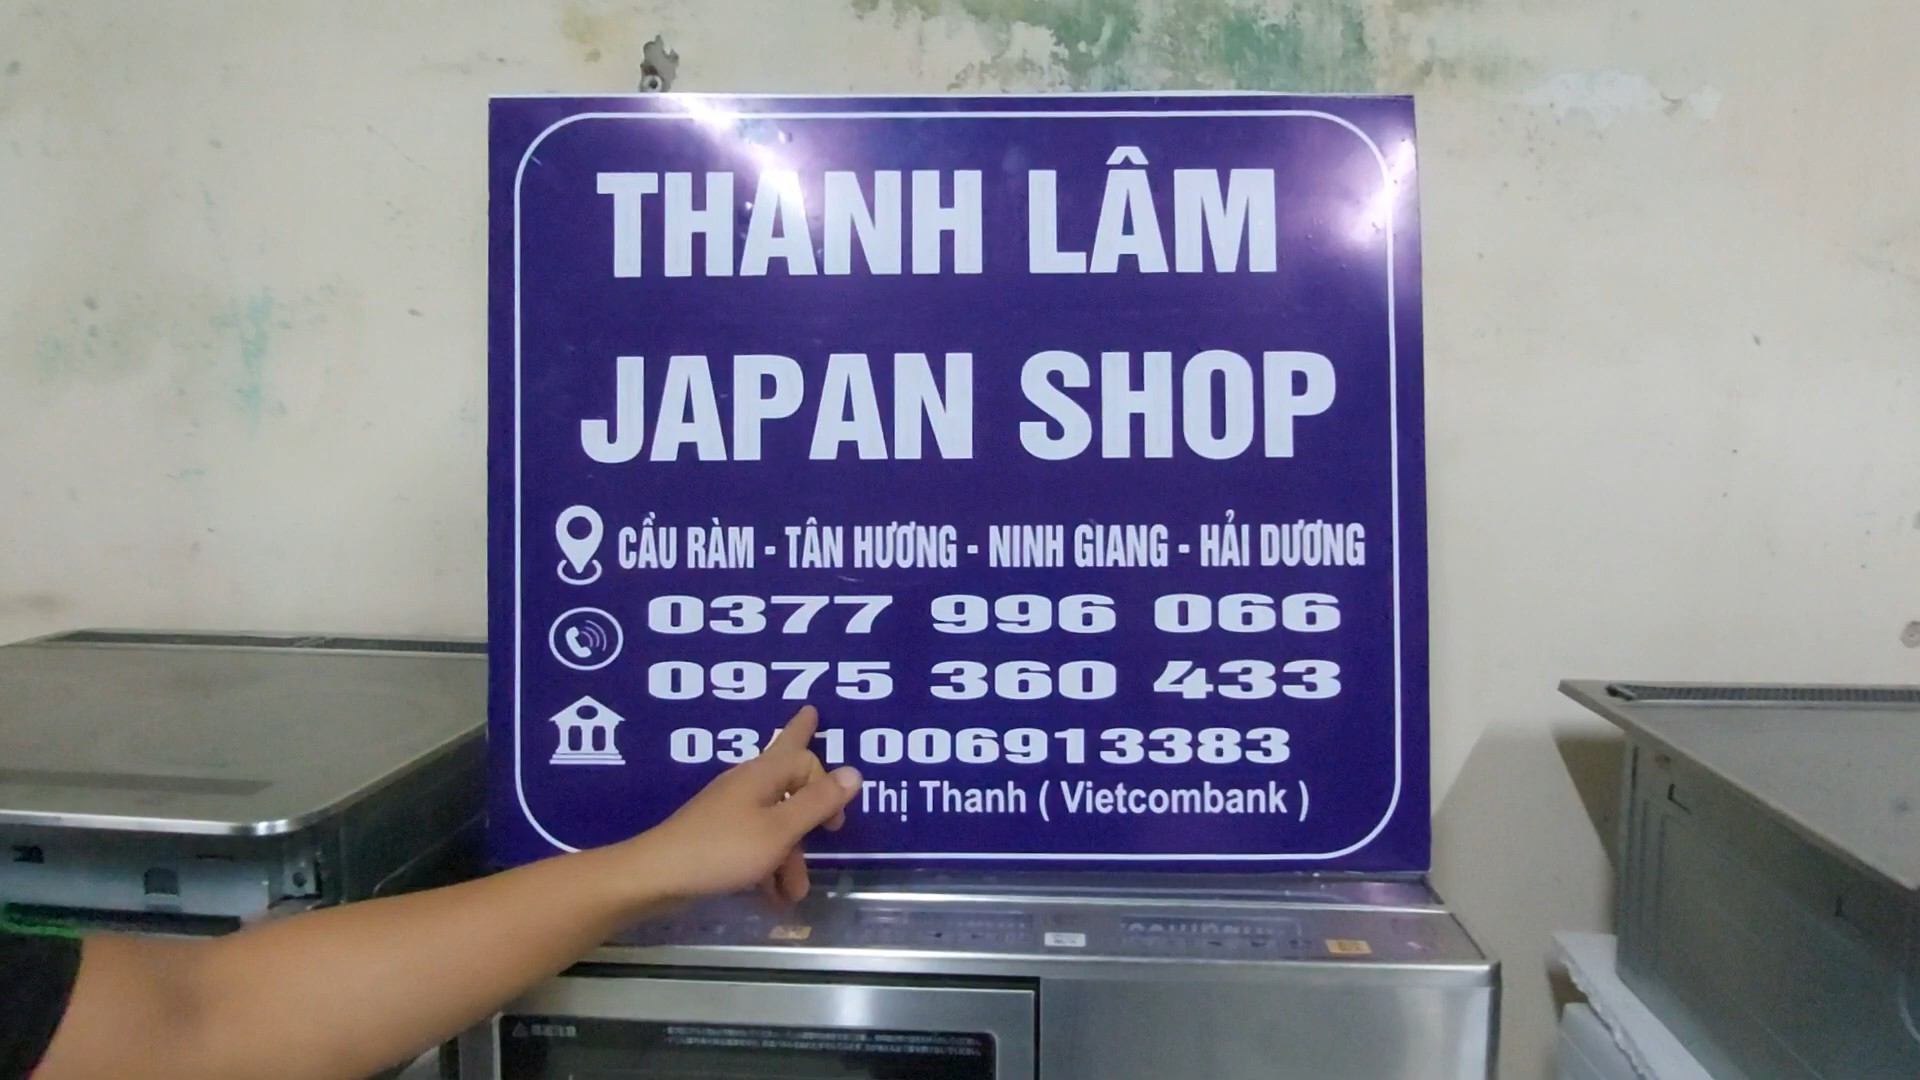 THANH LÂM
JAPAN SHOP
CẦU RÀM - TÂN HƯƠNG - NINH GIANG - HẢI DƯƠNG
0377 996 066
0975 360 433
1006913383
Thị Thanh ( Vietcombank )